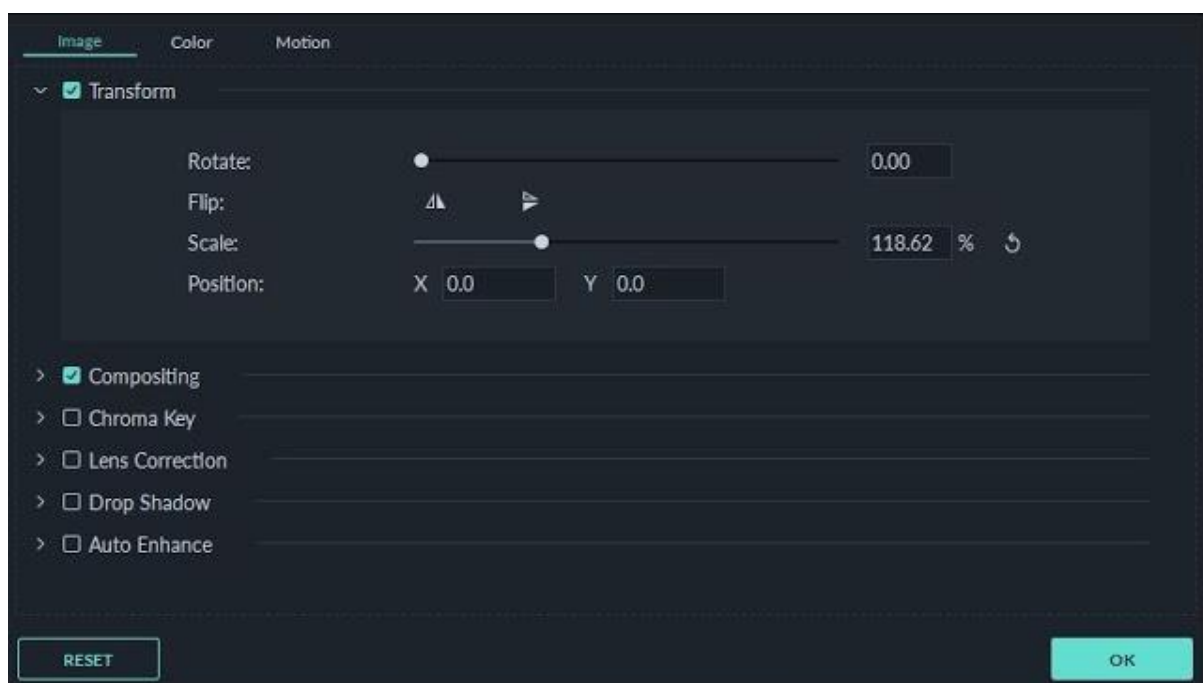 Image Color Motion
Transform
Rotate: 0.00
Flip:
Scale: 118.62 %
Position: X 0.0 Y 0.0
Compositing
Chroma Key
Lens Correction
Drop Shadow
Auto Enhance
RESET OK